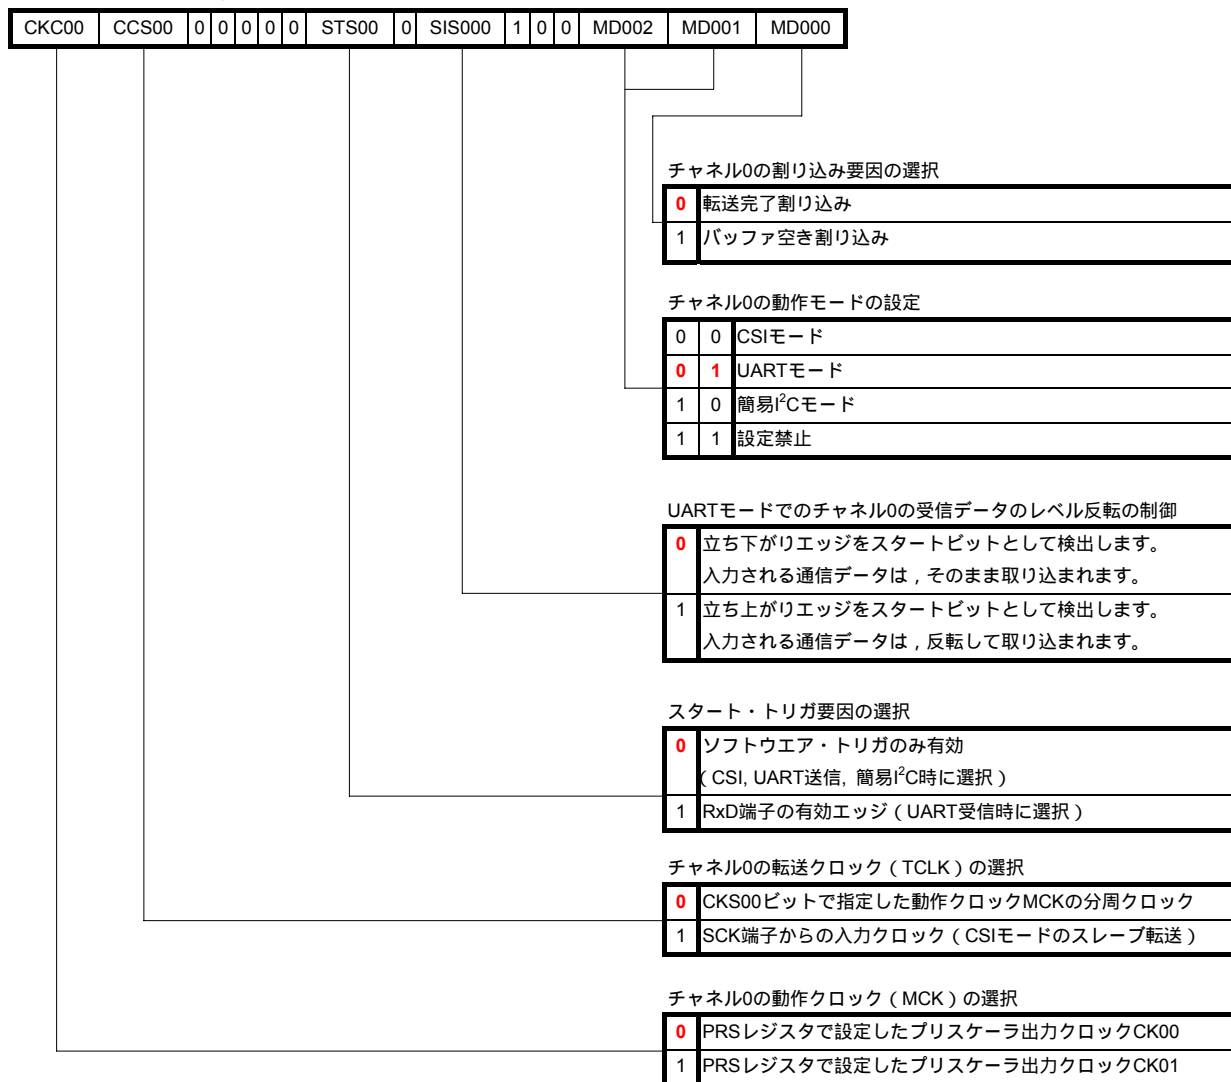 CKC00 CCS00 0 0 0 0 0 STS00 0 SIS000 1 0 0 MD002 MD001 MD000
チャネル0の割り込み要因の選択
0 転送完了割り込み
1 バッファ空き割り込み
チャネル0の動作モードの設定
0 0 CSIモード
0 1 UARTモード
1 0 簡易I²Cモード
1 1 設定禁止
UARTモードでのチャネル0の受信データのレベル反転の制御
0 立ち下がりエッジをスタートビットとして検出します。
入力される通信データは，そのまま取り込まれます。
1 立ち上がりエッジをスタートビットとして検出します。
入力される通信データは，反転して取り込まれます。
スタート・トリガ要因の選択
0 ソフトウエア・トリガのみ有効
（CSI, UART送信, 簡易I²C時に選択）
1 RxD端子の有効エッジ（UART受信時に選択）
チャネル0の転送クロック（TCLK）の選択
0 CKS00ビットで指定した動作クロックMCKの分周クロック
1 SCK端子からの入力クロック（CSIモードのスレーブ転送）
チャネル0の動作クロック（MCK）の選択
0 PRSレジスタで設定したプリスケーラ出力クロックCK00
1 PRSレジスタで設定したプリスケーラ出力クロックCK01